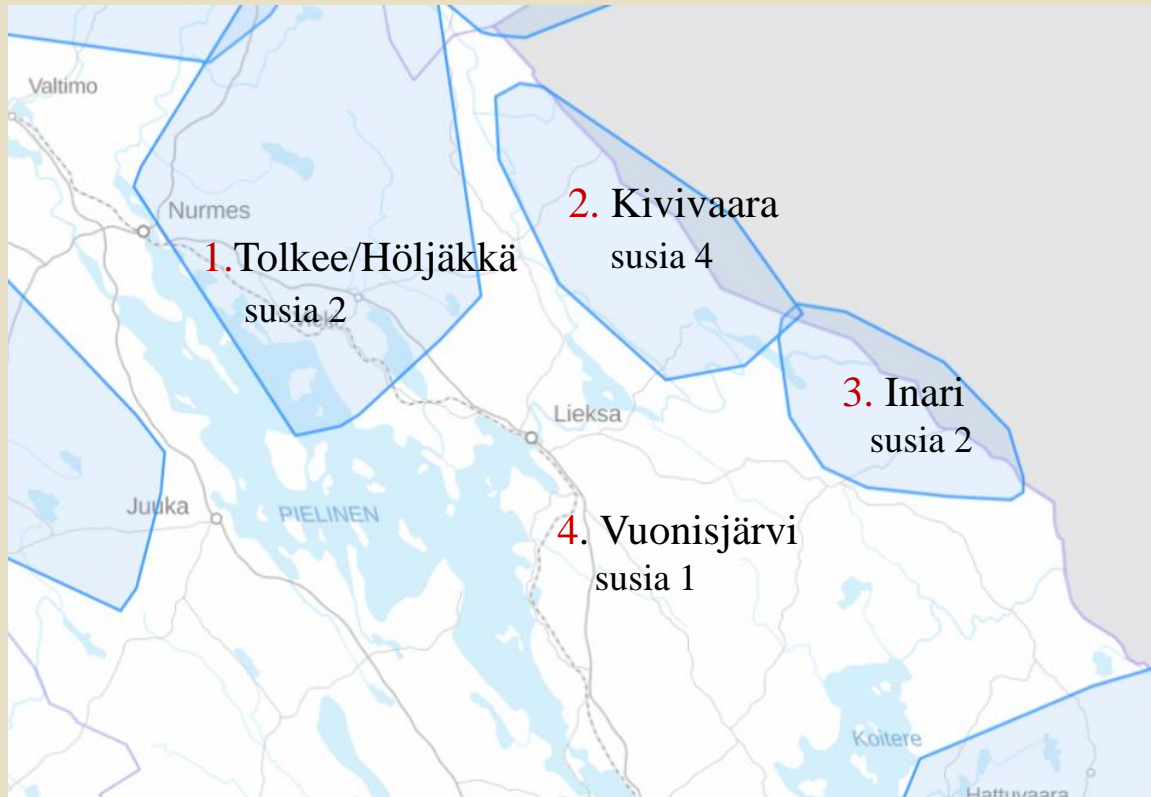 Valtimo
Nurmes
1.Tolkee/Höljäkkä
susia 2
2. Kivivaara
susia 4
3. Inari
susia 2
Lieksa
Juuka
PIELINEN
4. Vuonisjärvi
susia 1
Koitere
Hattuvaara